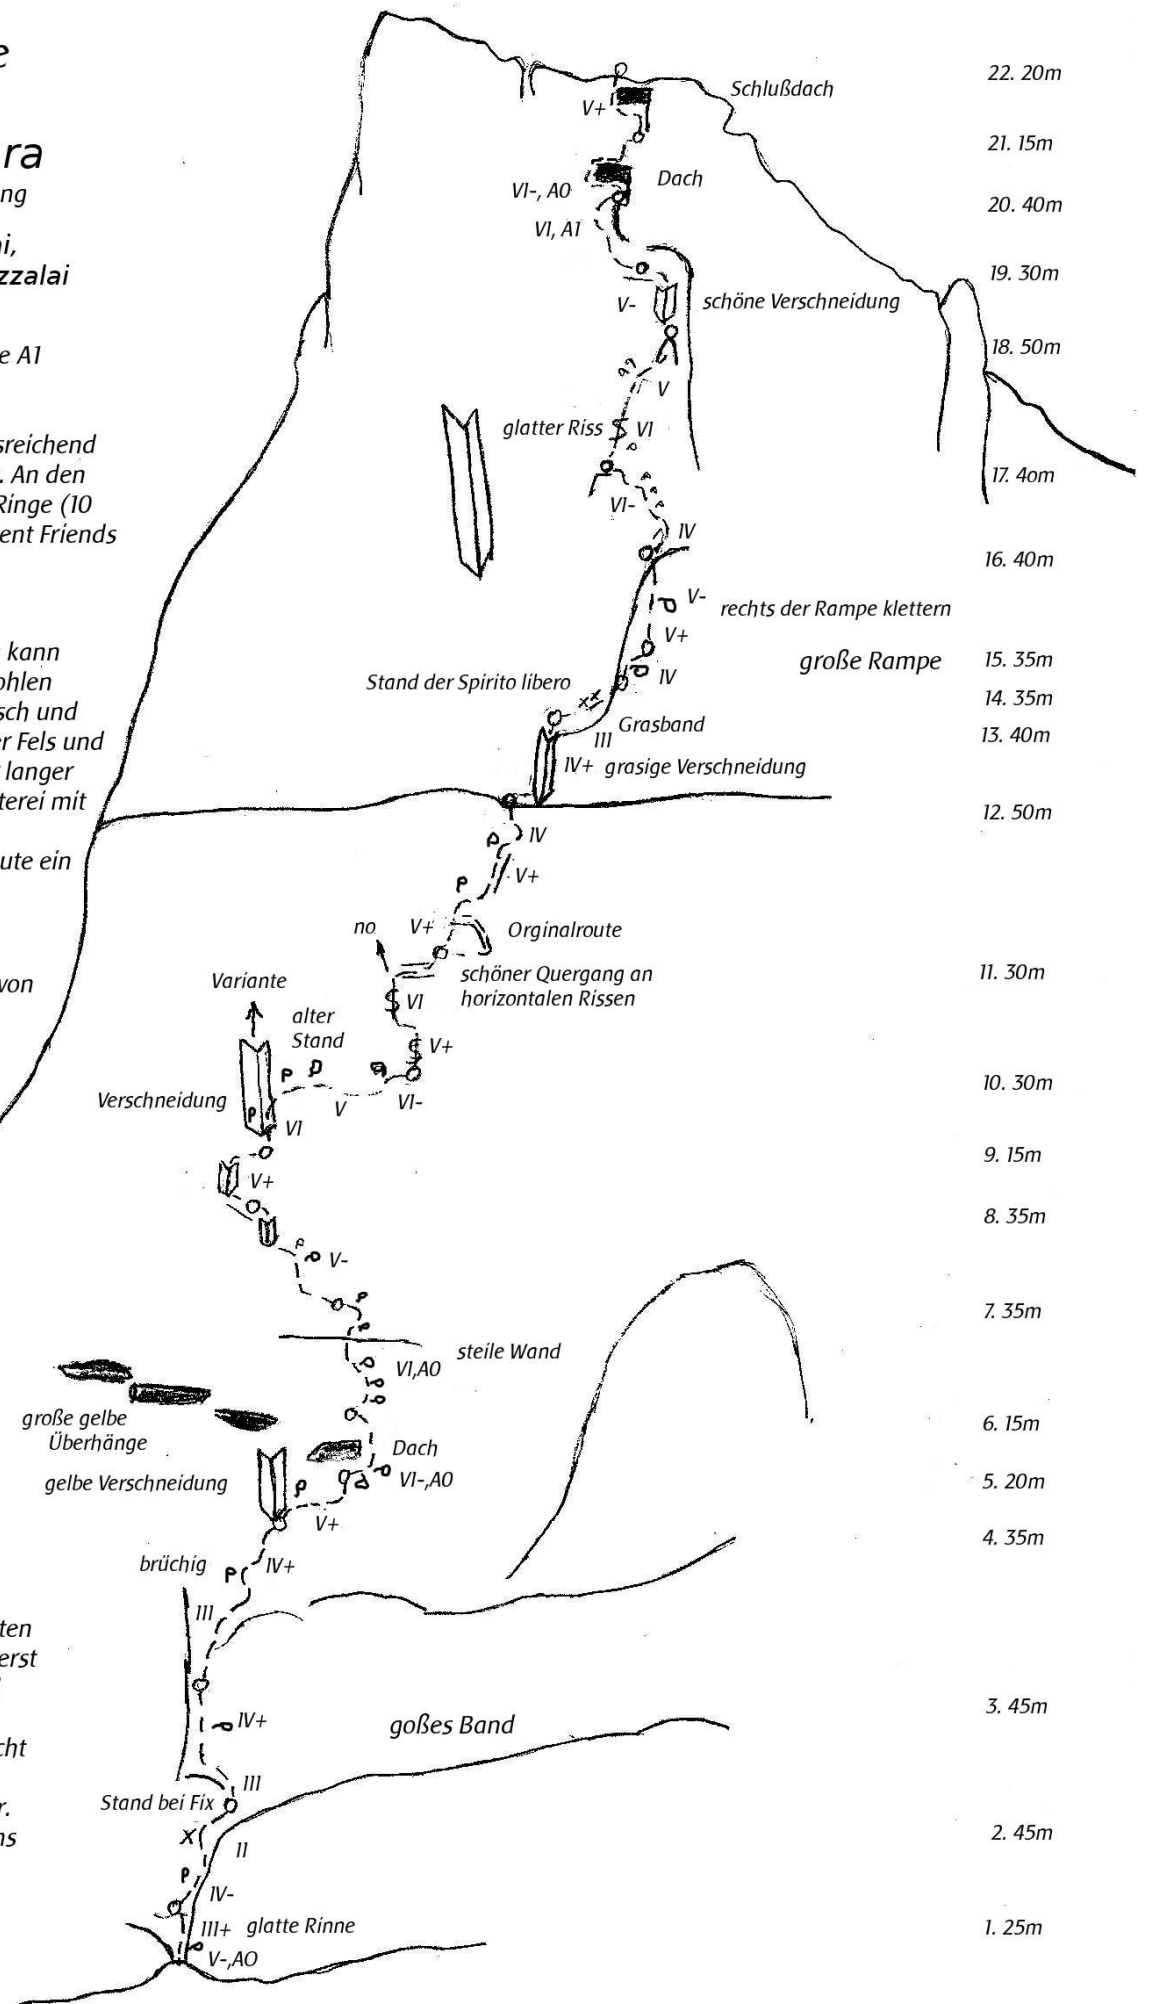 e
22. 20m
Schlußdach
V+
21. 15m
ra
VI-, A0
Dach
ng
20. 40m
VI, A1
ni,
zzalai
19. 30m
V-
schöne Verschneidung
e A1
18. 50m
V
glatter Riss
VI
sreichend
. An den
17. 4om
Ringe (10
VI-
ent Friends
IV
16. 40m
V-
rechts der Rampe klettern
V+
kann
große Rampe
15. 35m
Stand der Spirito libero
IV
ohlen
14. 35m
sch und
Grasband
er Fels und
III
13. 40m
IV+
grasige Verschneidung
langer
terei mit
12. 50m
IV
ute ein
V+
no
V+
Orginalroute
von
Variante
schöner Quergang an
horizontalen Rissen
11. 30m
VI
alter
Stand
V+
Verschneidung
V
VI-
10. 30m
VI
9. 15m
V+
8. 35m
V-
7. 35m
steile Wand
VI,A0
große gelbe
Überhänge
6. 15m
Dach
gelbe Verschneidung
VI-,A0
5. 20m
V+
4. 35m
brüchig
IV+
III
ten
erst
3. 45m
IV+
goßes Band
cht
III
Stand bei Fix
r.
ns
X
II
2. 45m
IV-
III+
glatte Rinne
1. 25m
V-,A0